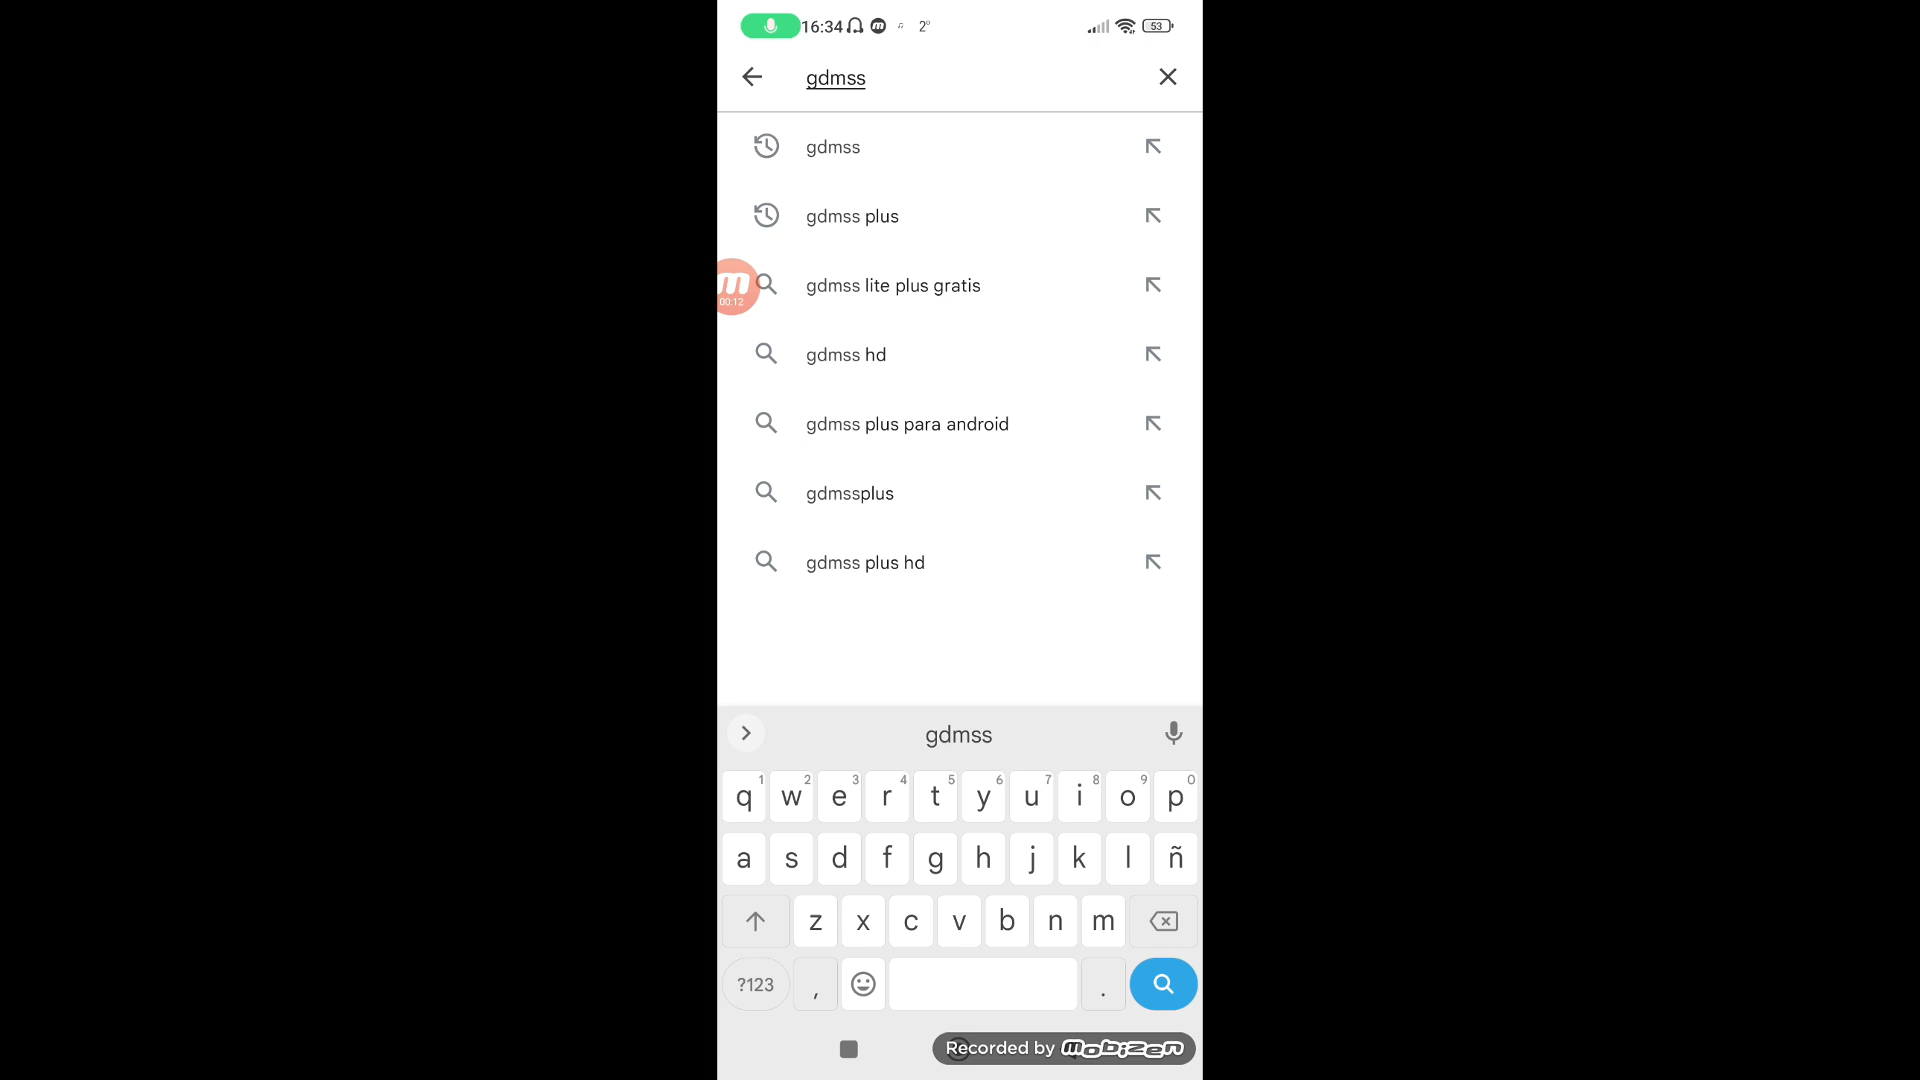 16:34 m 2° 53
gdmss
gdmss
gdmss plus
gdmss lite plus gratis
m
00:12
gdmss hd
gdmss plus para android
gdmssplus
gdmss plus hd
gdmss
1 2 3 4 5 6 7 8 9 0
q w e r t y u i o p
a s d f g h j k l ñ
z x c v b n m
?123 , .
Recorded by mobizen